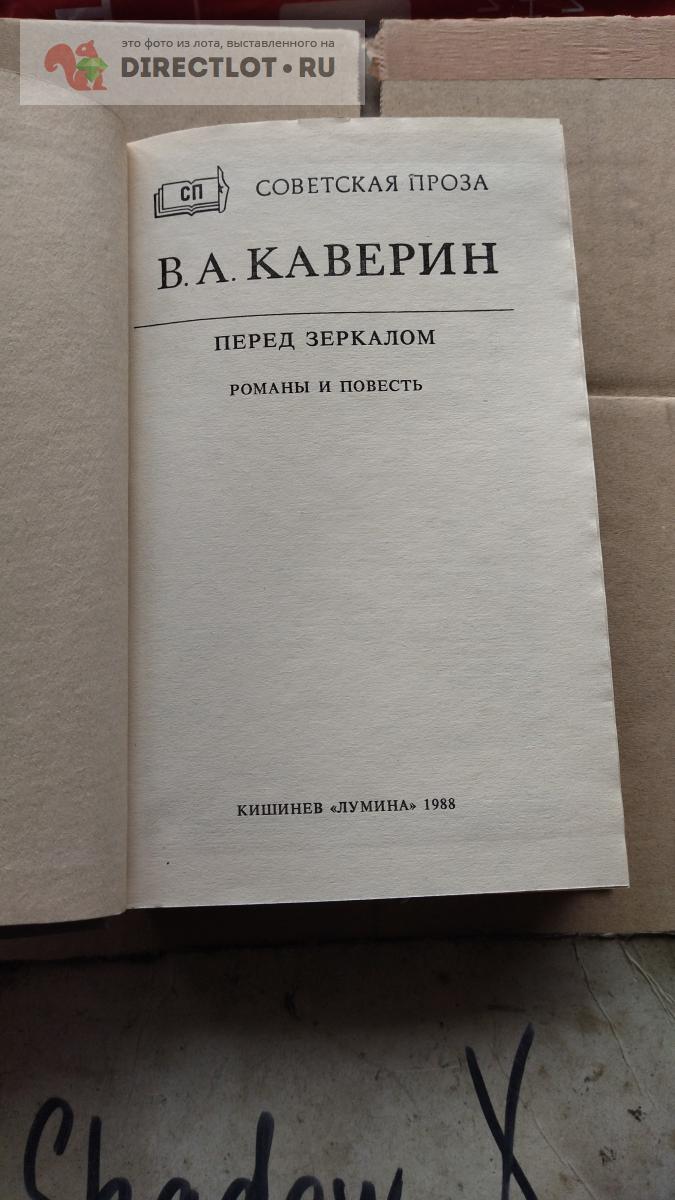 это фото из лота, выставленного на
DIRECTLOT•RU
СП
СОВЕТСКАЯ ПРОЗА
В. А. КАВЕРИН
ПЕРЕД ЗЕРКАЛОМ
РОМАНЫ И ПОВЕСТЬ
КИШИНЕВ «ЛУМИНА» 1988
Shadow X